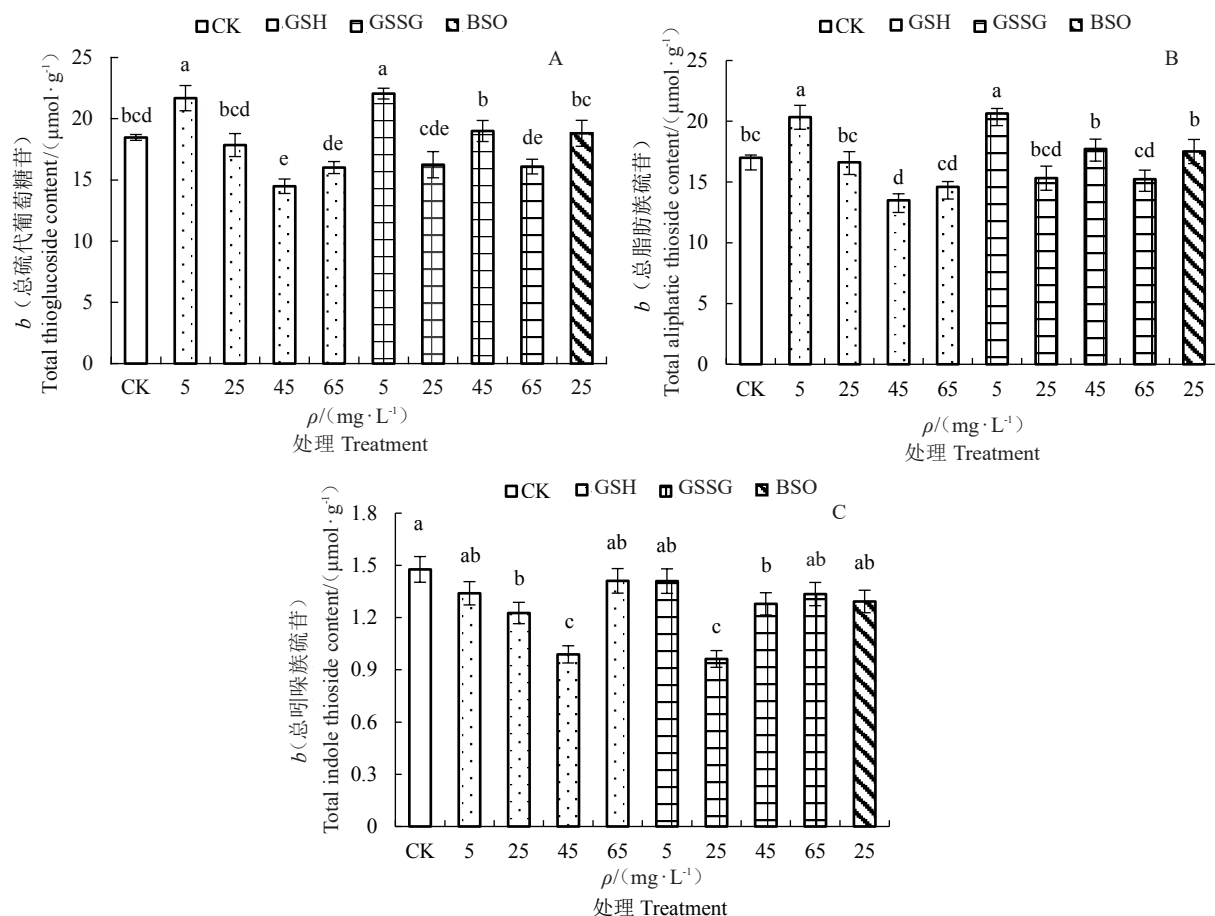 CK GSH GSSG BSO
A
25
20
15
10
5
0
bcd a bcd e de a cde b de bc
CK 5 25 45 65 5 25 45 65 25
ρ/(mg·L⁻¹)
处理 Treatment
b（总硫代葡萄糖苷）
Total thioglucoside content/(μmol·g⁻¹)
CK GSH GSSG BSO
B
25
20
15
10
5
0
bc a bc d cd a bcd b cd b
CK 5 25 45 65 5 25 45 65 25
ρ/(mg·L⁻¹)
处理 Treatment
b（总脂肪族硫苷）
Total aliphatic thioside content/(μmol·g⁻¹)
CK GSH GSSG BSO
C
1.8
1.5
1.2
0.9
0.6
0.3
0
a ab b c ab ab c b ab ab
CK 5 25 45 65 5 25 45 65 25
ρ/(mg·L⁻¹)
处理 Treatment
b（总吲哚族硫苷）
Total indole thioside content/(μmol·g⁻¹)